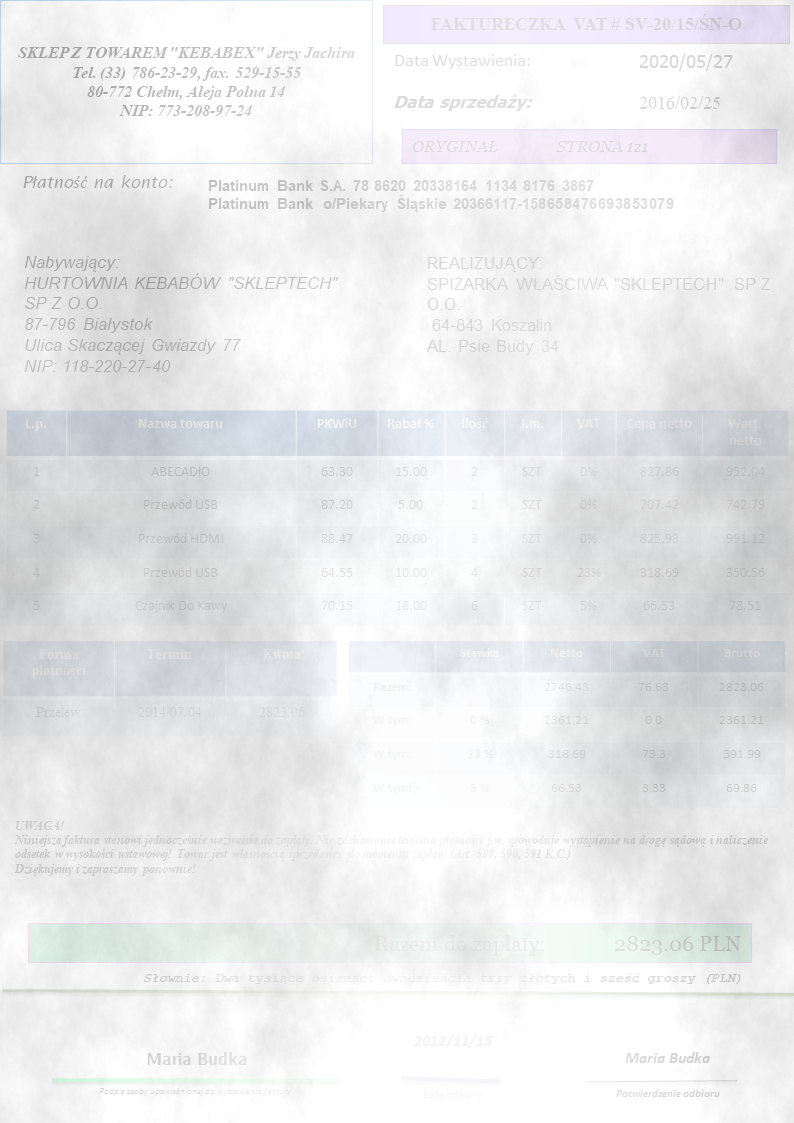 SKLEP Z TOWAREM "KEBABEX" Jerzy Jachira
Tel. (33) 786-23-29, fax. 529-15-55
80-772 Chełm, Aleja Polna 14
NIP: 773-208-97-24
FAKTURECZKA VAT # SV-20/15/ŚN-O
Data Wystawienia: 2020/05/27
Data sprzedaży: 2016/02/25
ORYGINAŁ STRONA 1z1
Płatność na konto:
Platinum Bank S.A. 78 8620 20338164 1134 8176 3867
Platinum Bank o/Piekary Śląskie 20366117-158658476693853079
Nabywający:
HURTOWNIA KEBABÓW "SKLEPTECH"
SP Z O.O.
87-796 Białystok
Ulica Skaczącej Gwiazdy 77
NIP: 118-220-27-40
REALIZUJĄCY:
SPIŻARKA WŁAŚCIWA "SKLEPTECH" SP Z
O.O.
64-843 Koszalin
AL. Psie Budy 34
L.p. Nazwa towaru PKWiU Rabat % Ilość J.m. VAT Cena netto Wart. netto
1 ABECADłO 63.30 15.00 2 SZT 0% 827.86 952.04
2 Przewód USB 87.20 5.00 2 SZT 0% 707.42 742.79
3 Przewód HDMI 88.47 20.00 3 SZT 0% 825.93 991.12
4 Przewód USB 64.55 10.00 4 SZT 23% 318.69 350.56
5 Czajnik Do Kawy 70.15 18.00 6 SZT 5% 66.53 78.51
Forma płatności Termin Kwota
Przelew 2014/07/04 2823.06
Stawka Netto VAT Brutto
Razem: 2746.43 76.63 2823.06
W tym: 0 % 2361.21 0.0 2361.21
W tym: 23 % 318.69 73.3 391.99
W tym: 5 % 66.53 3.33 69.86
UWAGA!
Niniejsza faktura stanowi jednocześnie wezwanie do zapłaty. Nie zachowanie terminu płatności j.w. spowoduje wystąpienie na drogę sądową i naliczenie
odsetek w wysokości ustawowej! Towar jest własnością sprzedawcy do momentu zapłaty (Art. 589, 590, 591 K.C.)
Dziękujemy i zapraszamy ponownie!
Razem do zapłaty: 2823.06 PLN
Słownie: Dwa tysiące osiemset dwadzieścia trzy złotych i sześć groszy (PLN)
Maria Budka
Podpis osoby upoważnionej do wystawienia faktury
2012/11/15
Data odbioru
Maria Budka
Potwierdzenie odbioru